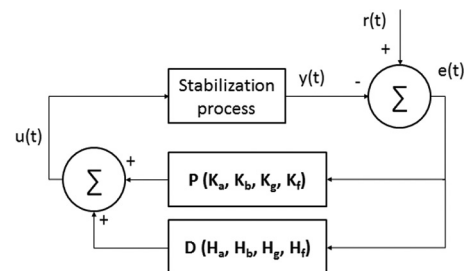 r(t)
+
e(t)
Stabilization
process
y(t)
-
Σ
u(t)
Σ
+
+
P (Ka, Kb, Kg, Kf)
D (Ha, Hb, Hg, Hf)